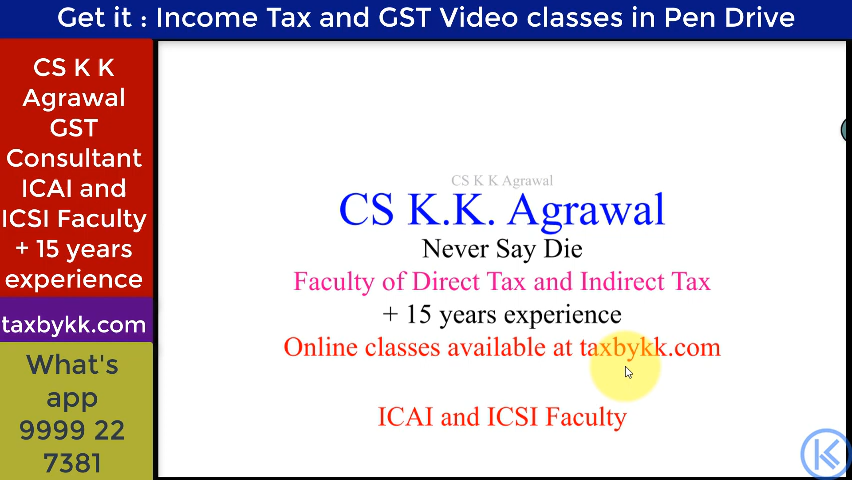 Get it : Income Tax and GST Video classes in Pen Drive
CS K K
Agrawal
GST
Consultant
ICAI and
ICSI Faculty
+ 15 years
experience
taxbykk.com
What's
app
9999 22
7381
CS K K Agrawal
CS K.K. Agrawal
Never Say Die
Faculty of Direct Tax and Indirect Tax
+ 15 years experience
Online classes available at taxbykk.com
ICAI and ICSI Faculty